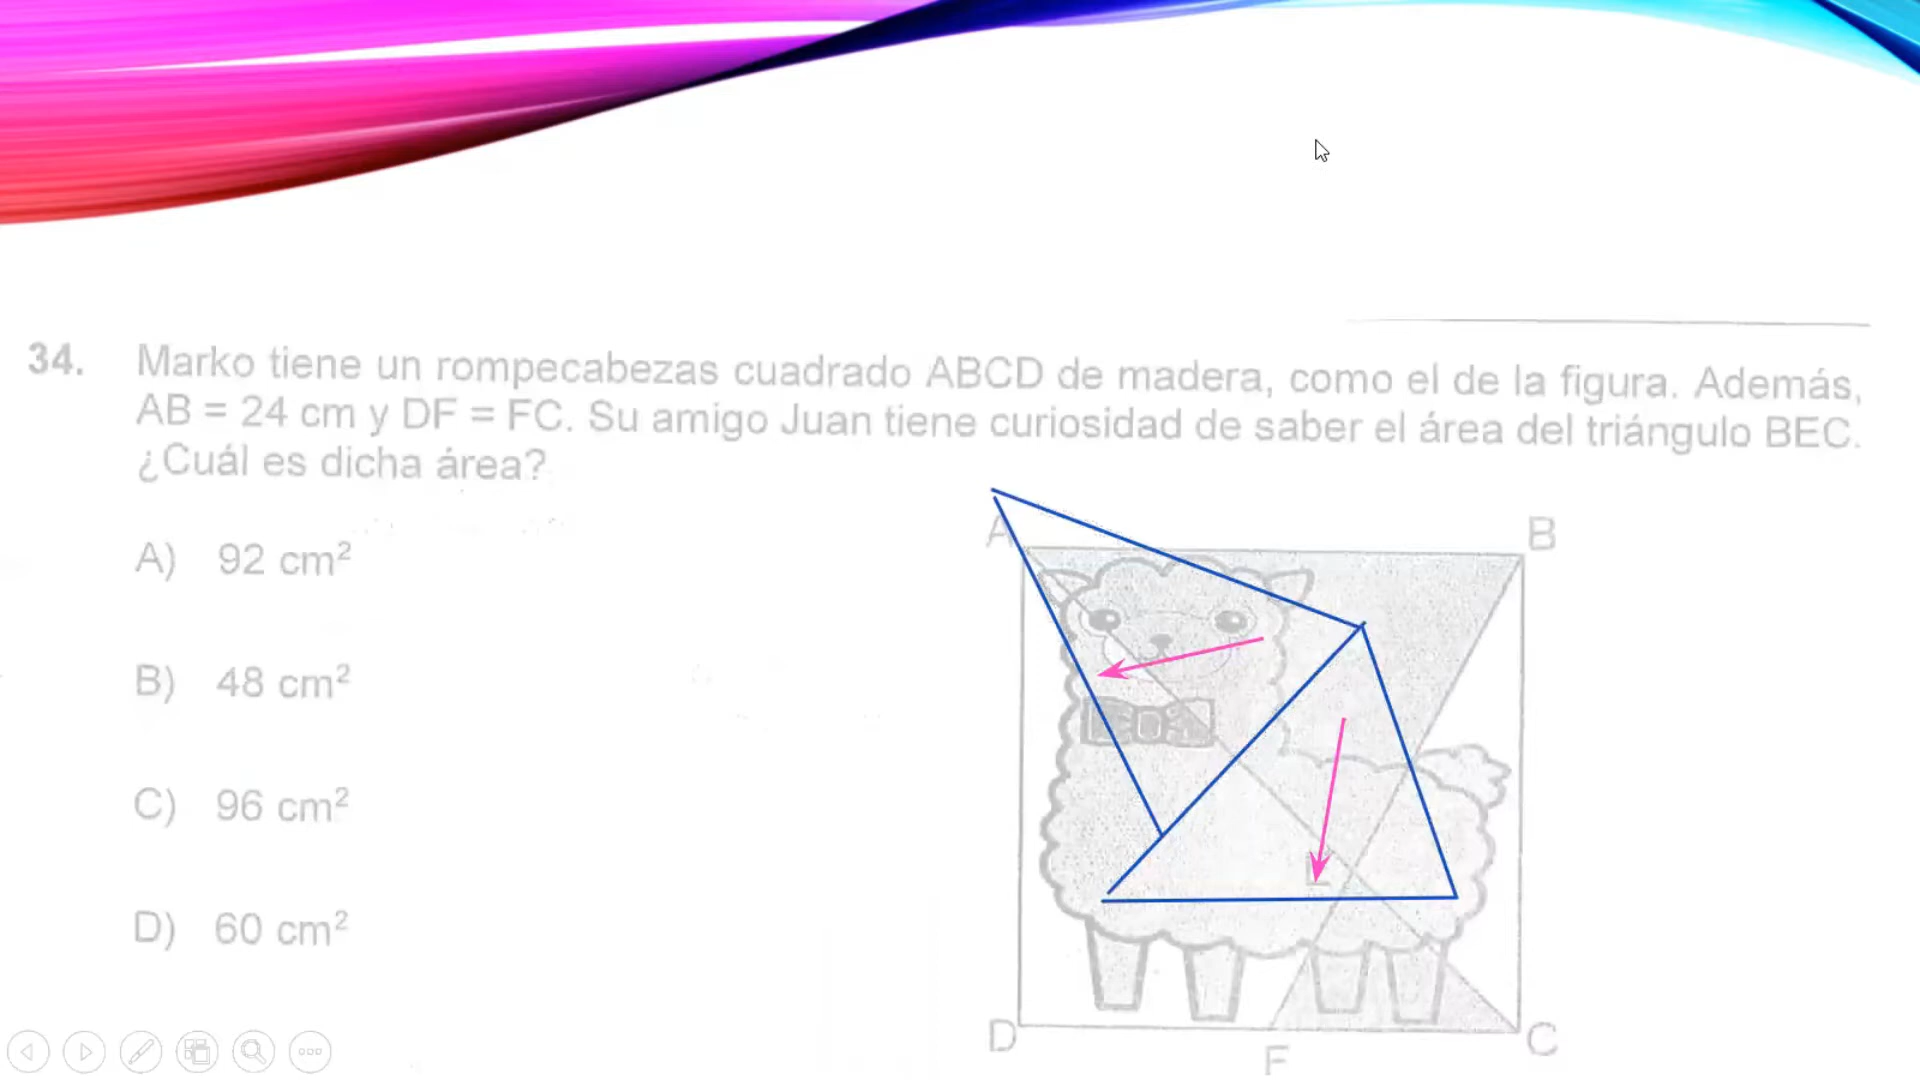 34. Marko tiene un rompecabezas cuadrado ABCD de madera, como el de la figura. Además,
AB = 24 cm y DF = FC. Su amigo Juan tiene curiosidad de saber el área del triángulo BEC.
¿Cuál es dicha área?
A) 92 cm²
B) 48 cm²
C) 96 cm²
D) 60 cm²
A
B
E
D
F
C